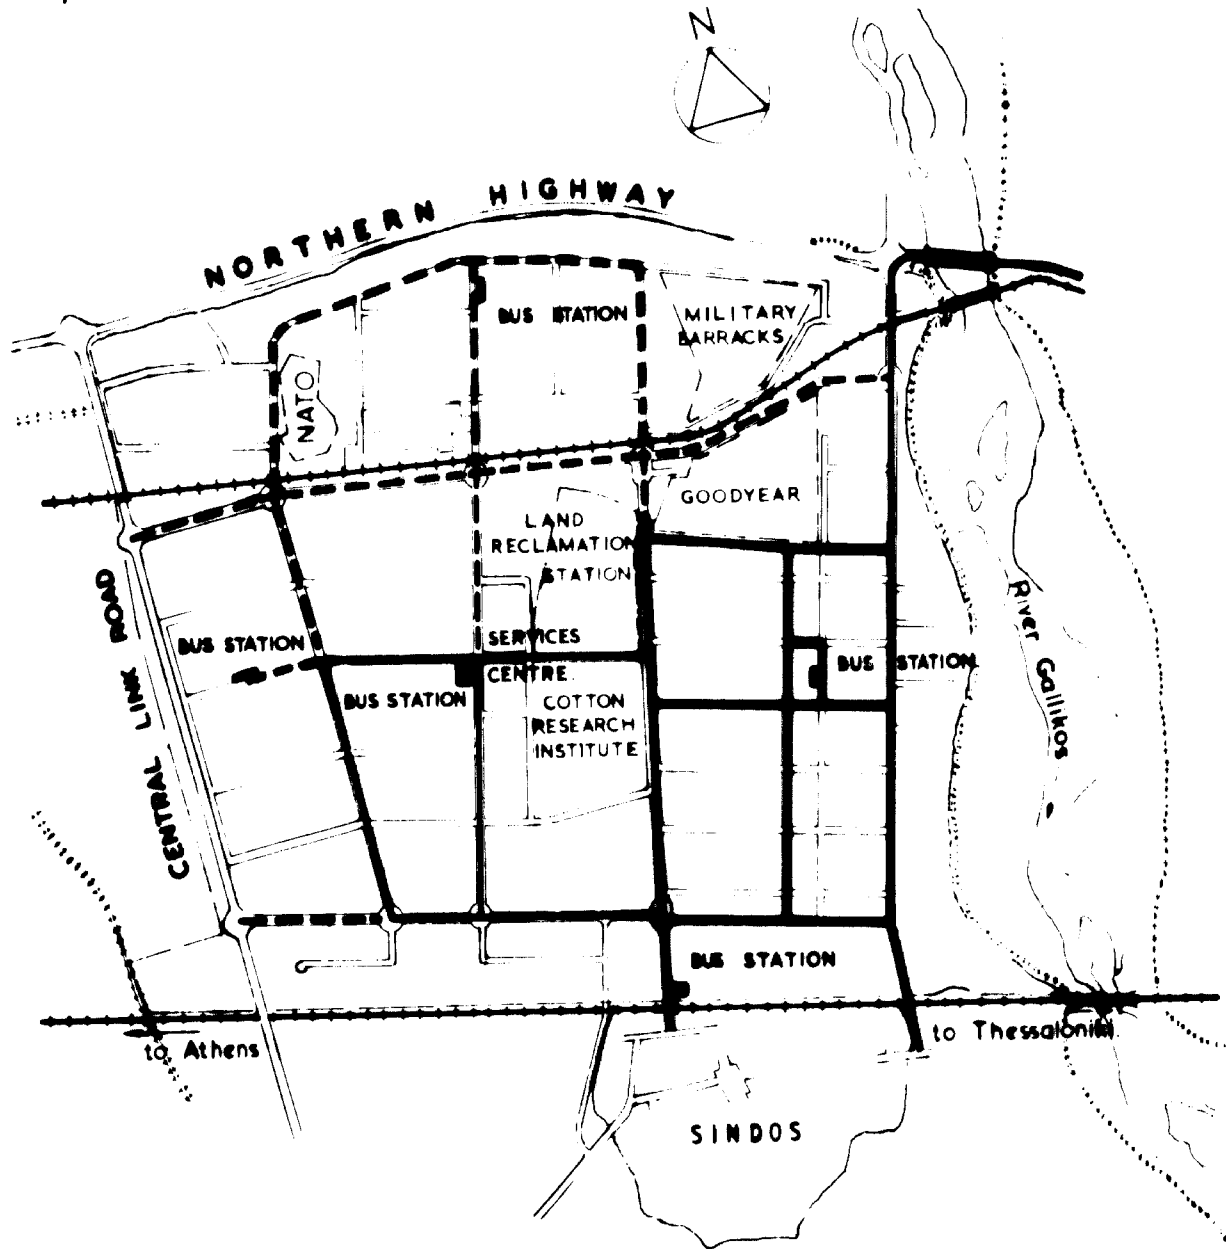 N
NORTHERN HIGHWAY
BUS STATION
MILITARY
BARRACKS
NATO
GOODYEAR
LAND
RECLAMATION
STATION
CENTRAL LINK ROAD
BUS STATION
SERVICES
CENTRE
BUS STATION
BUS STATION
River Gallikos
COTTON
RESEARCH
INSTITUTE
BUS STATION
to Athens
to Thessaloniki
SINDOS